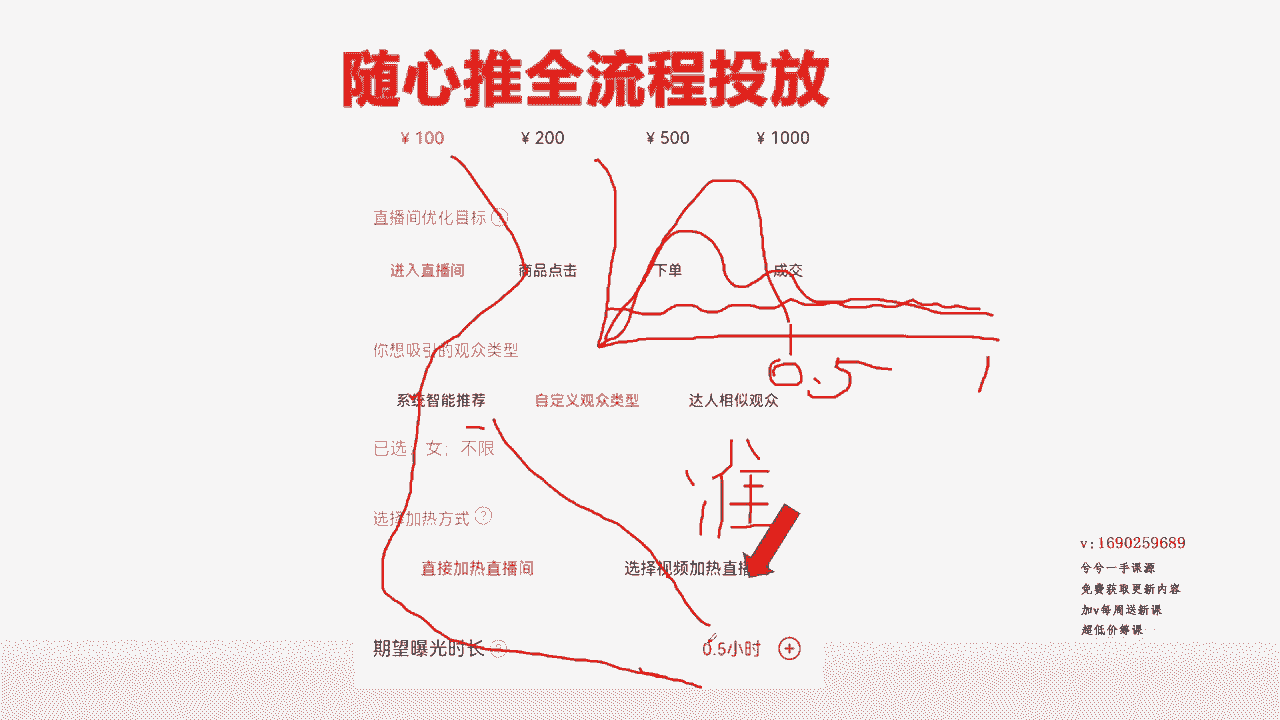 随心推全流程投放
¥ 100 ¥ 200 ¥ 500 ¥ 1000
直播间优化目标 ?
进入直播间 商品点击 下单 成交
0.5 1
你想吸引的观众类型
系统智能推荐 自定义观众类型 达人相似观众
已选：女；不限
准
选择加热方式 ?
直接加热直播间 选择视频加热直播
期望曝光时长 ? 0.5小时 +
v:1690259689
兮兮一手课源
免费获取更新内容
加v每周送新课
超低价筹课